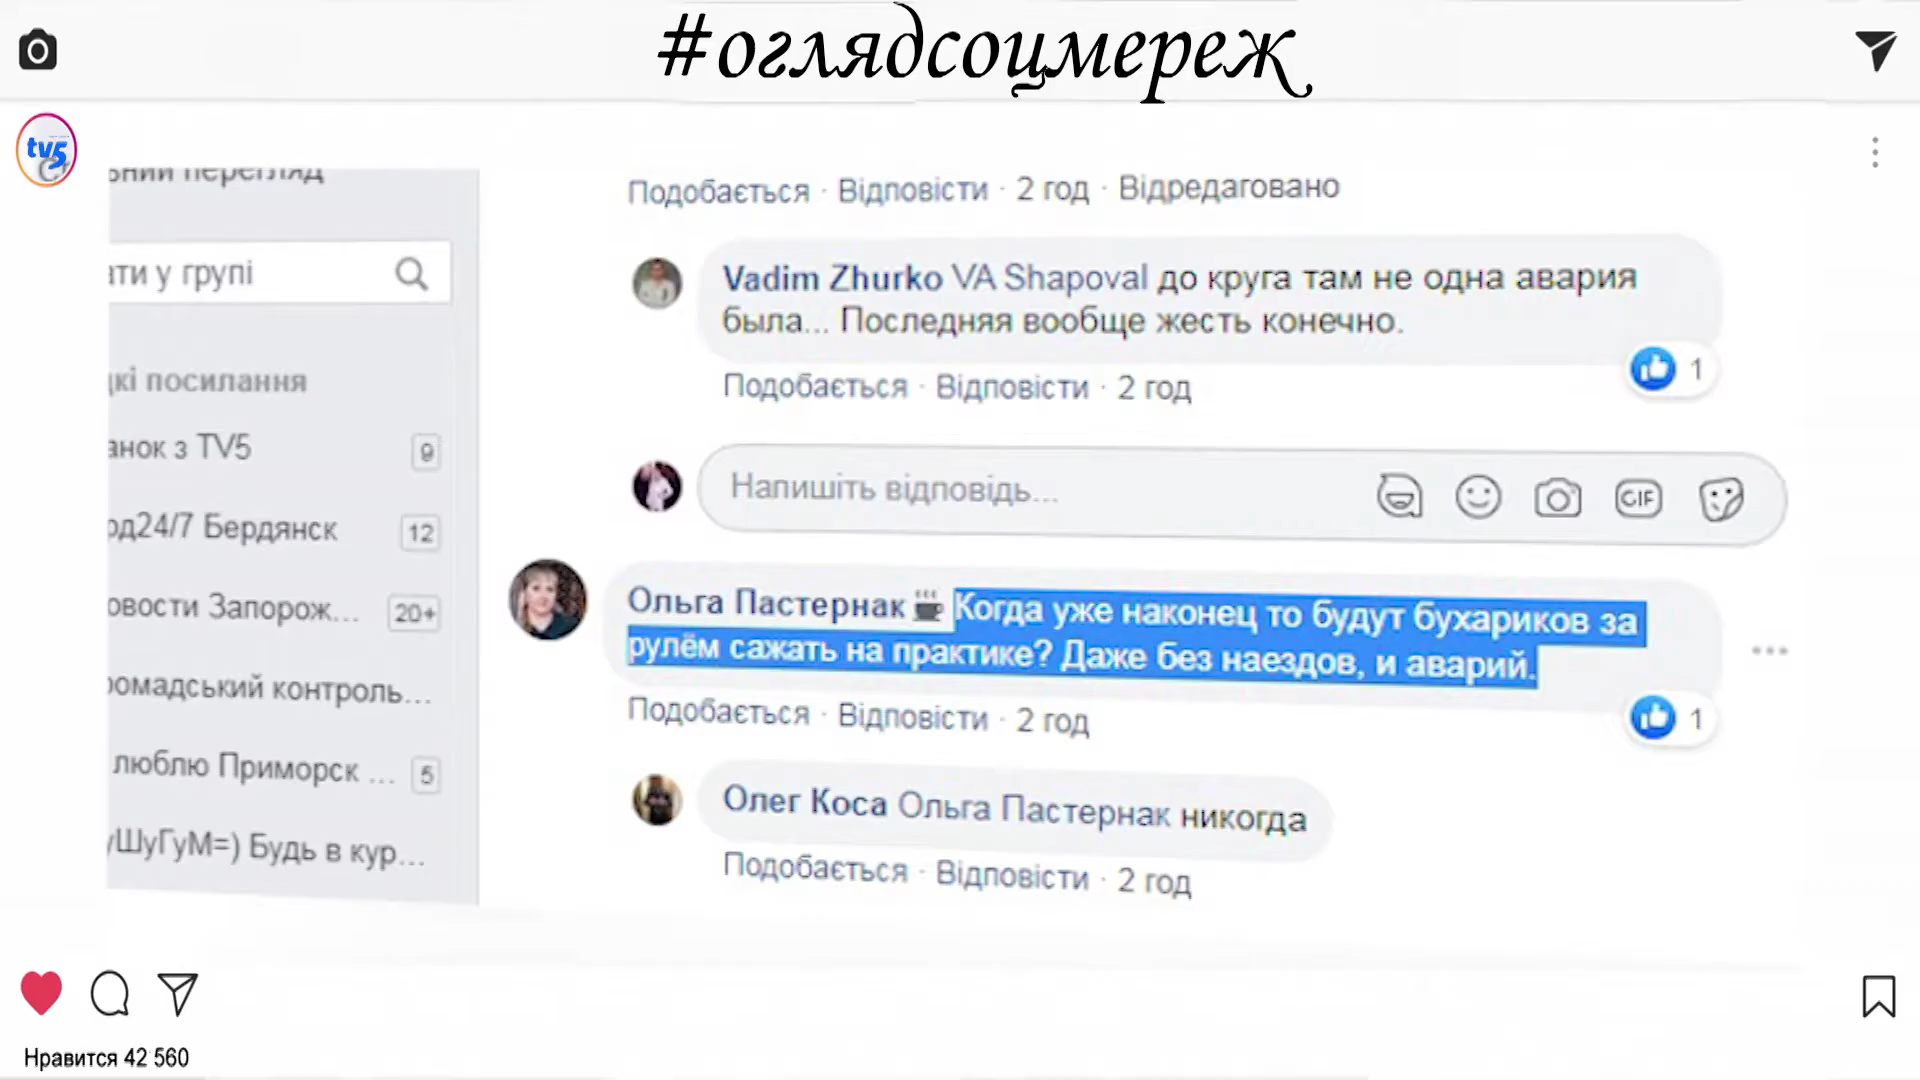 #оглядсоцмереж
tv5
перегляд
Подобається · Відповісти · 2 год · Відредаговано
ати у групі
Vadim Zhurko VA Shapoval до круга там не одна авария
была... Последняя вообще жесть конечно.
1
Подобається · Відповісти · 2 год
кі посилання
анок з TV5 9
Напишіть відповідь...
GIF
од24/7 Бердянск 12
овости Запорож... 20+
Ольга Пастернак Когда уже наконец то будут бухариков за
рулём сажать на практике? Даже без наездов, и аварий.
ромадський контроль...
Подобається · Відповісти · 2 год
1
люблю Приморск ... 5
Олег Коса Ольга Пастернак никогда
уШуГуМ=) Будь в кур...
Подобається · Відповісти · 2 год
Нравится 42 560